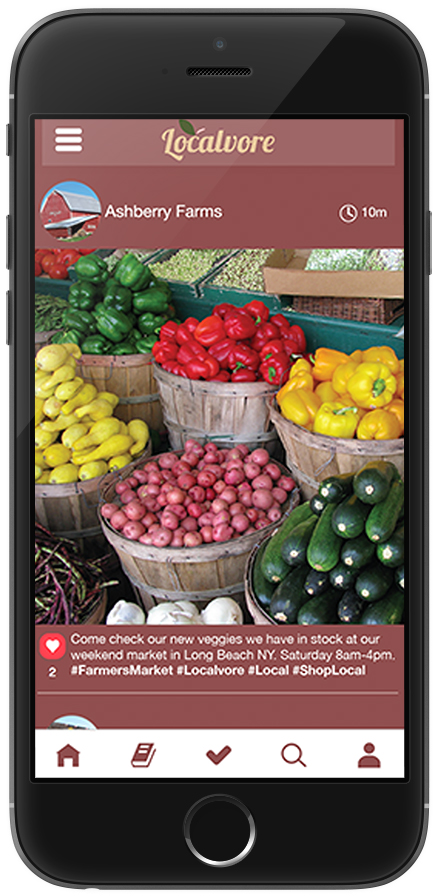 Localvore
Ashberry Farms
10m
Come check our new veggies we have in stock at our
weekend market in Long Beach NY. Saturday 8am-4pm.
2
#FarmersMarket #Localvore #Local #ShopLocal